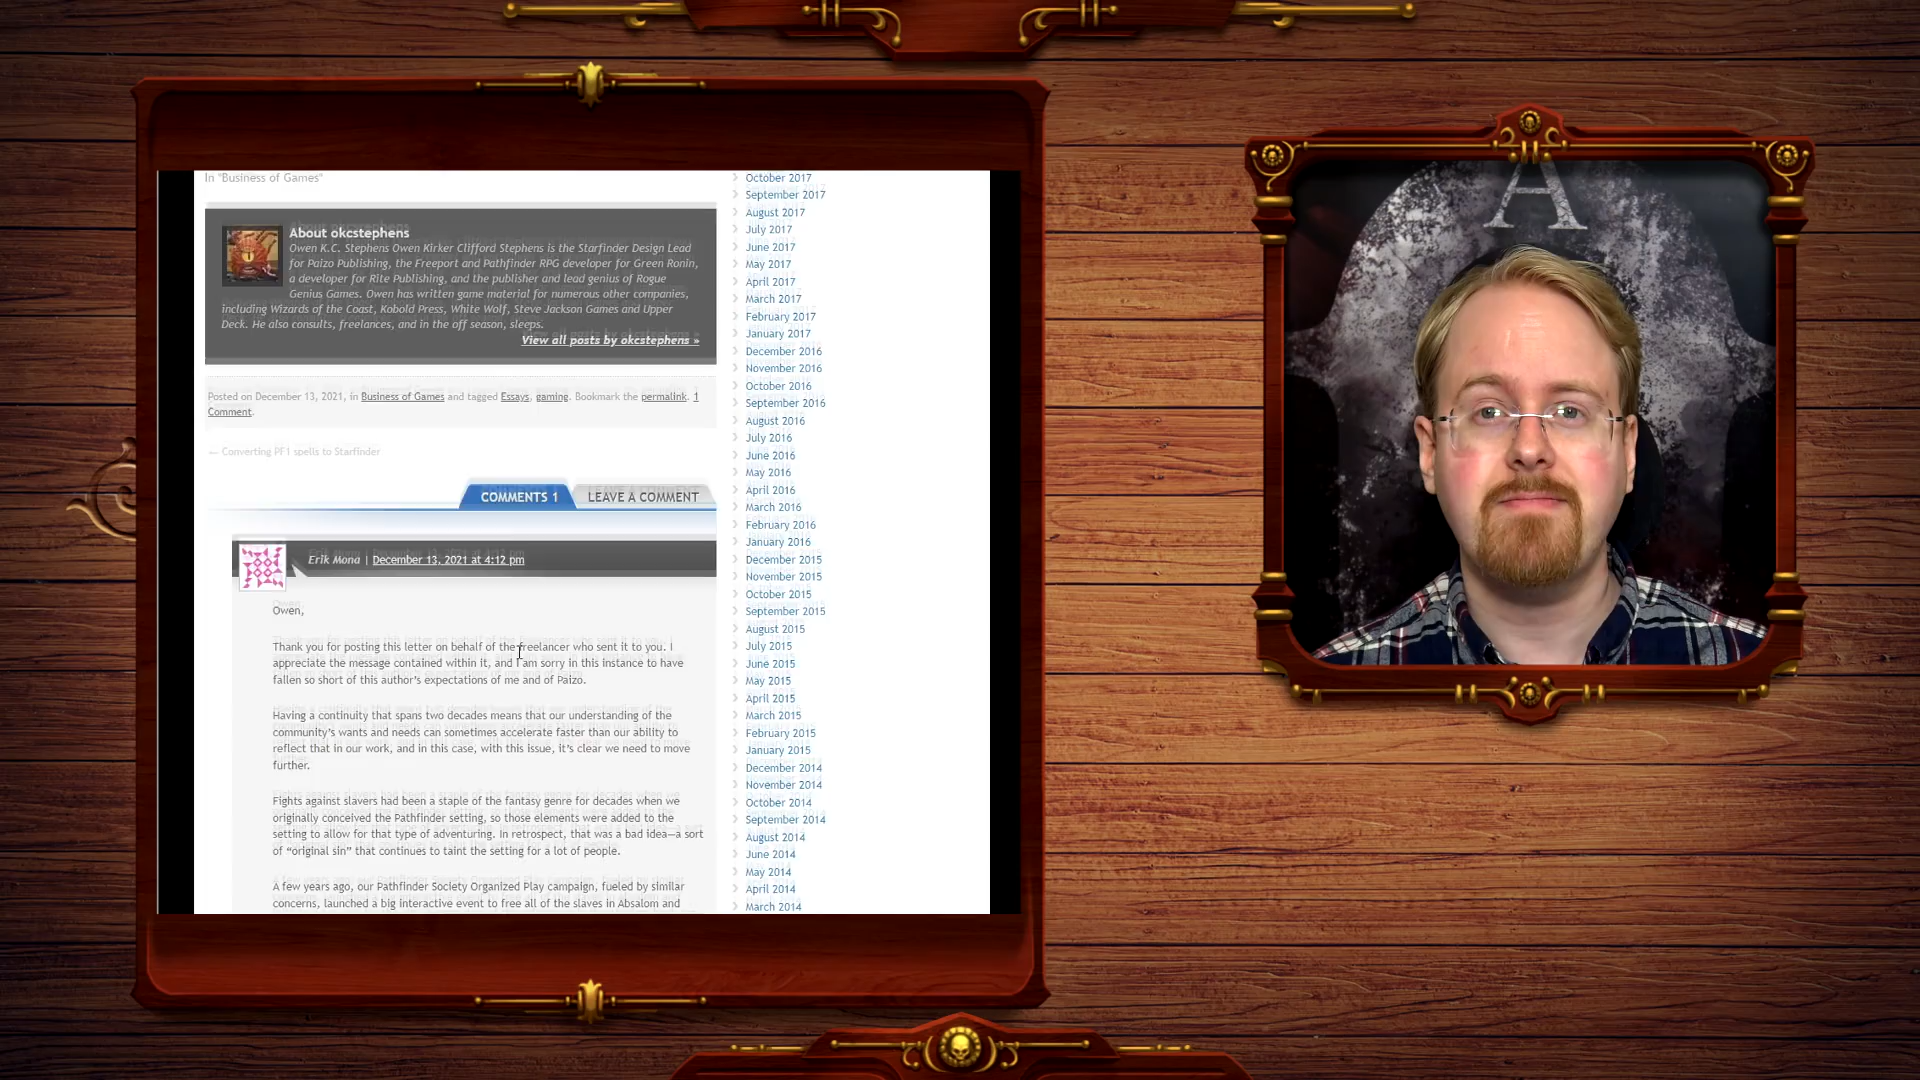 In "Business of Games"
About okcstephens
Owen K.C. Stephens Owen Kirker Clifford Stephens is the Starfinder Design Lead
for Paizo Publishing, the Freeport and Pathfinder RPG developer for Green Ronin,
a developer for Rite Publishing, and the publisher and lead genius of Rogue
Genius Games. Owen has written game material for numerous other companies,
including Wizards of the Coast, Kobold Press, White Wolf, Steve Jackson Games and Upper
Deck. He also consults, freelances, and in the off season, sleeps.
View all posts by okcstephens »
Posted on December 13, 2021, in Business of Games and tagged Essays, gaming. Bookmark the permalink. 1
Comment.
← Converting PF1 spells to Starfinder
COMMENTS 1
LEAVE A COMMENT
Erik Mona | December 13, 2021 at 4:12 pm
Owen,
Thank you for posting this letter on behalf of the freelancer who sent it to you. I
appreciate the message contained within it, and I am sorry in this instance to have
fallen so short of this author's expectations of me and of Paizo.
Having a continuity that spans two decades means that our understanding of the
community's wants and needs can sometimes accelerate faster than our ability to
reflect that in our work, and in this case, with this issue, it's clear we need to move
further.
Fights against slavers had been a staple of the fantasy genre for decades when we
originally conceived the Pathfinder setting, so those elements were added to the
setting to allow for that type of adventuring. In retrospect, that was a bad idea—a sort
of “original sin” that continues to taint the setting for a lot of people.
A few years ago, our Pathfinder Society Organized Play campaign, fueled by similar
concerns, launched a big interactive event to free all of the slaves in Absalom and
October 2017
September 2017
August 2017
July 2017
June 2017
May 2017
April 2017
March 2017
February 2017
January 2017
December 2016
November 2016
October 2016
September 2016
August 2016
July 2016
June 2016
May 2016
April 2016
March 2016
February 2016
January 2016
December 2015
November 2015
October 2015
September 2015
August 2015
July 2015
June 2015
May 2015
April 2015
March 2015
February 2015
January 2015
December 2014
November 2014
October 2014
September 2014
August 2014
June 2014
May 2014
April 2014
March 2014
A